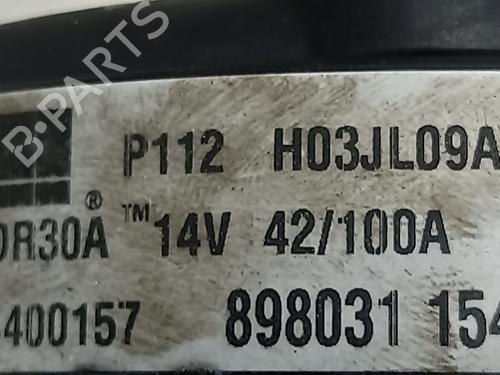 B-PARTS
P112 H03JL09A
DR30A ™ 14V 42/100A
400157 898031 154
®